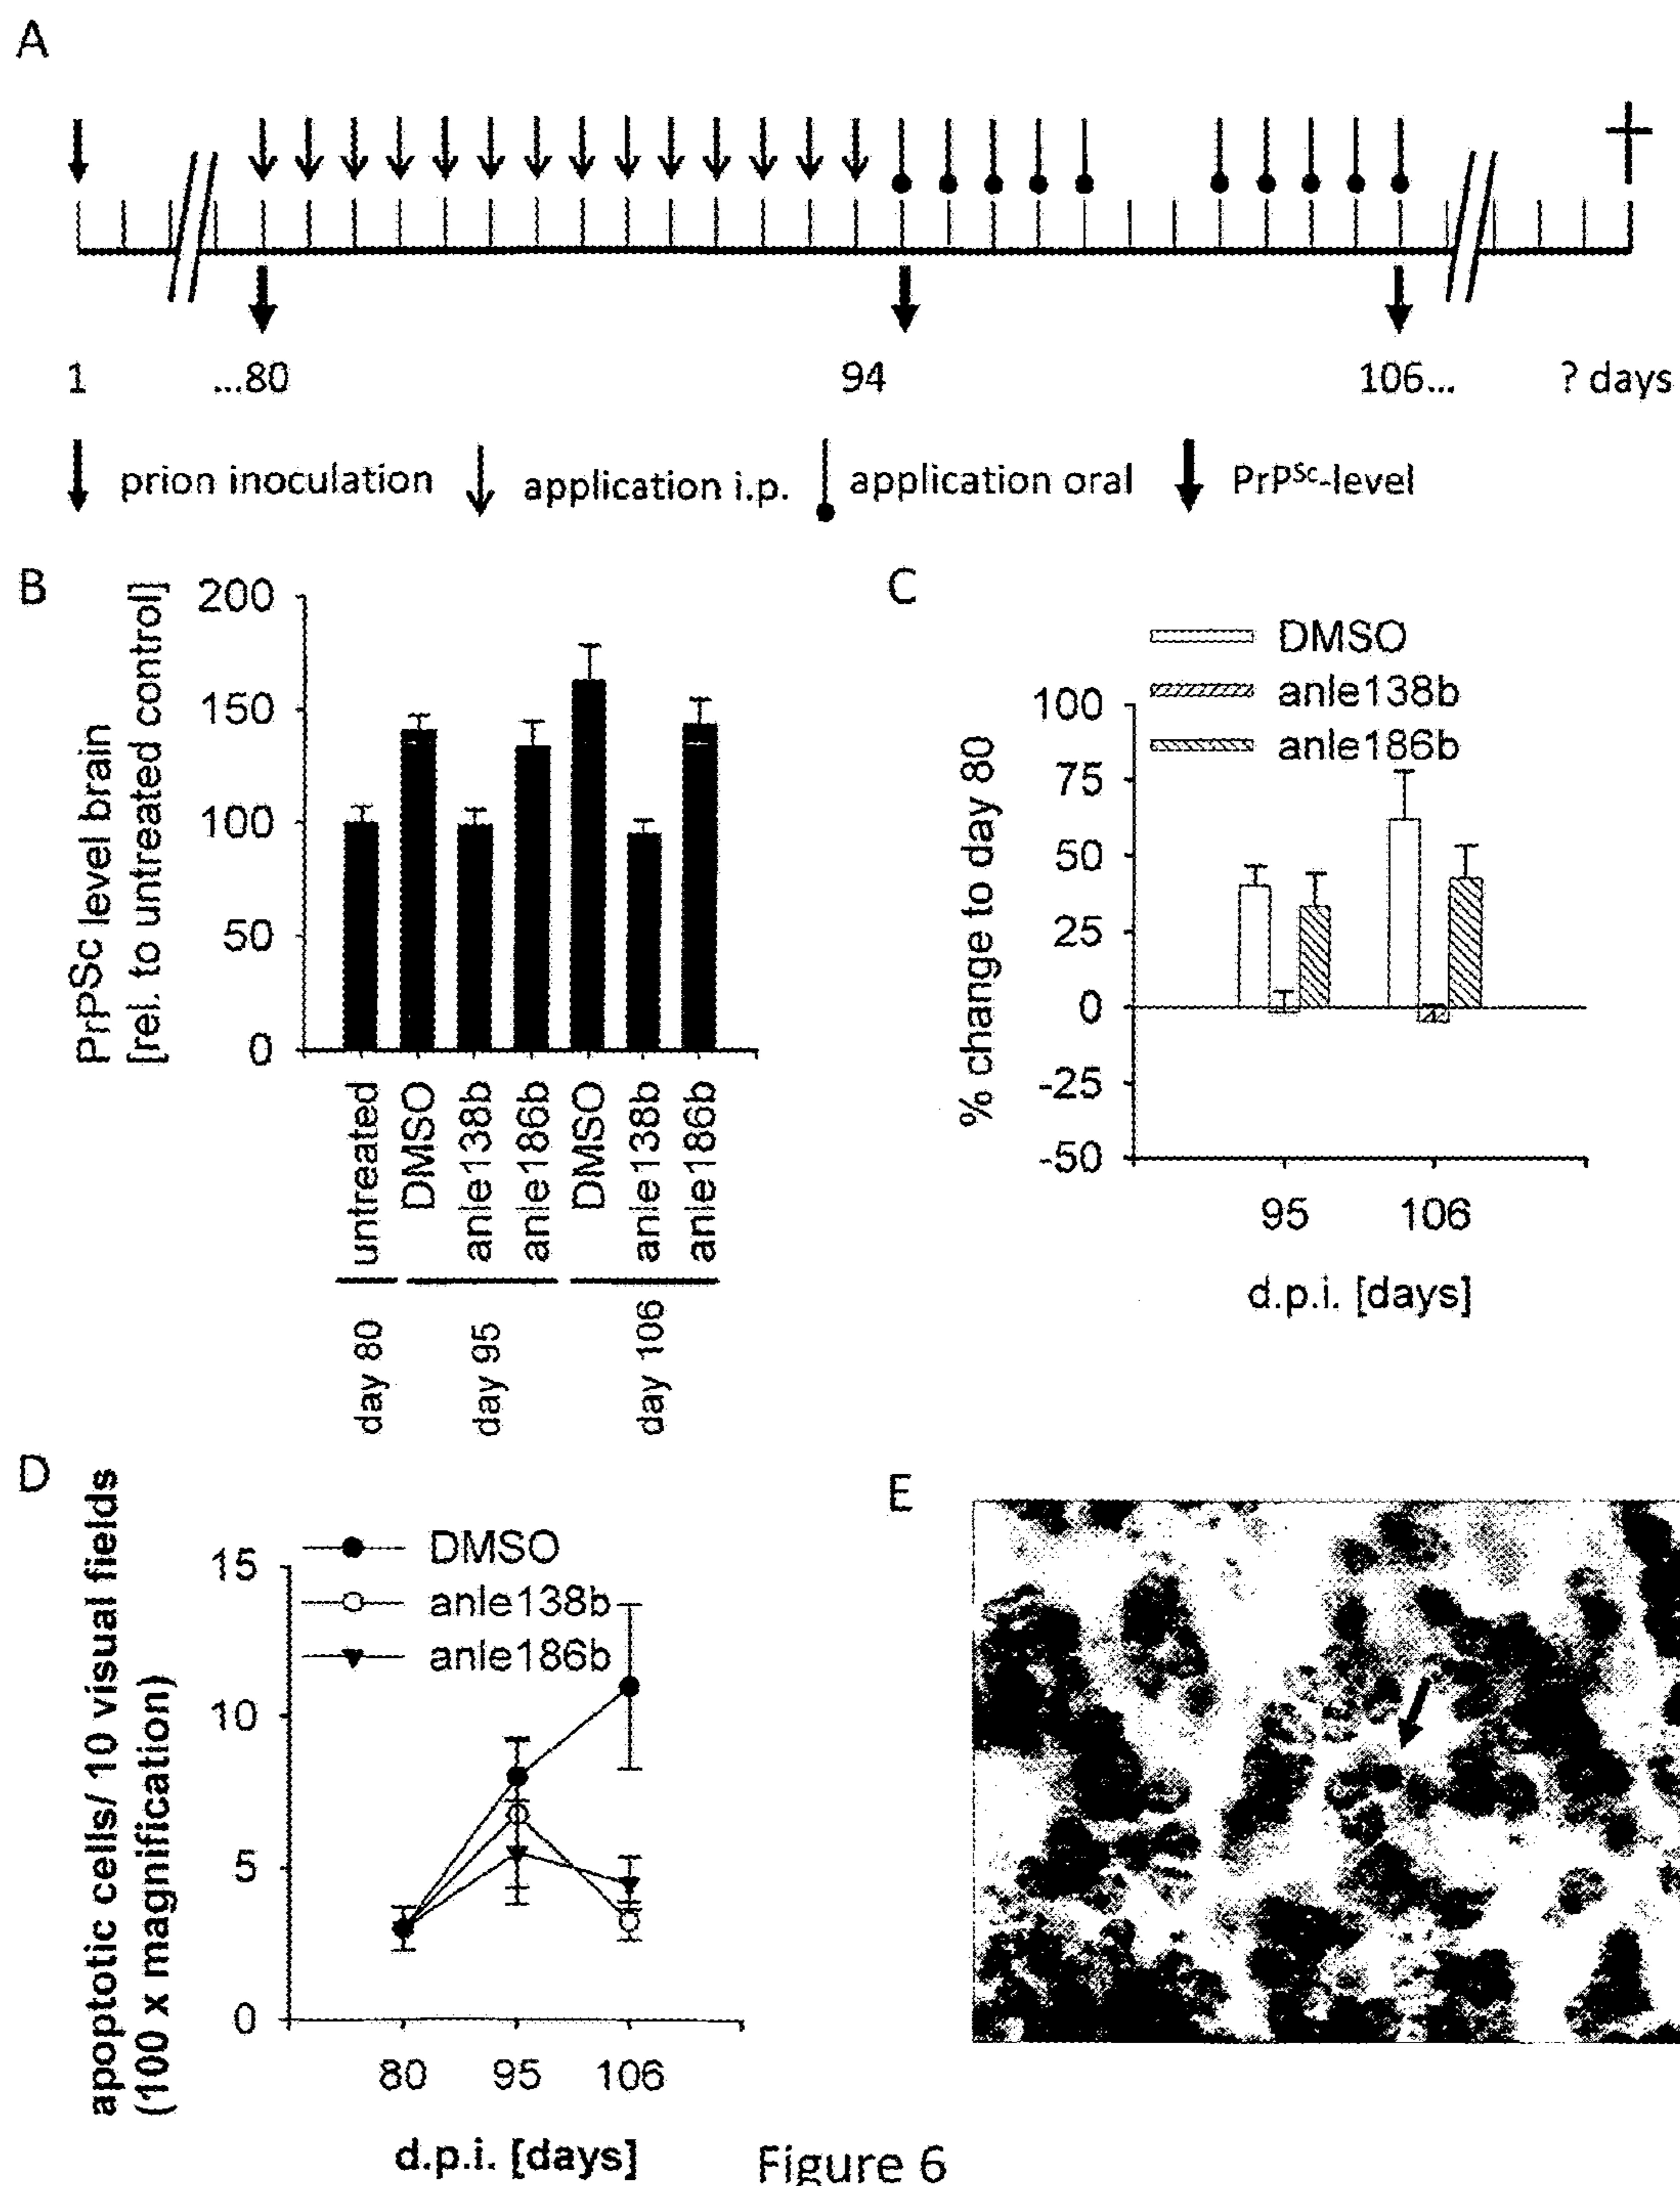 A
1 ...80 94 106... ? days
prion inoculation application i.p. application oral PrPSc-level
B
PrPSc level brain
[rel. to untreated control]
200
150
100
50
0
untreated
DMSO
anle138b
anle186b
DMSO
anle138b
anle186b
day 80
day 95
day 106
C
DMSO
anle138b
anle186b
% change to day 80
100
75
50
25
0
-25
-50
95 106
d.p.i. [days]
D
apoptotic cells/ 10 visual fields
(100 x magnification)
DMSO
anle138b
anle186b
15
10
5
0
80 95 106
d.p.i. [days]
E
Figure 6